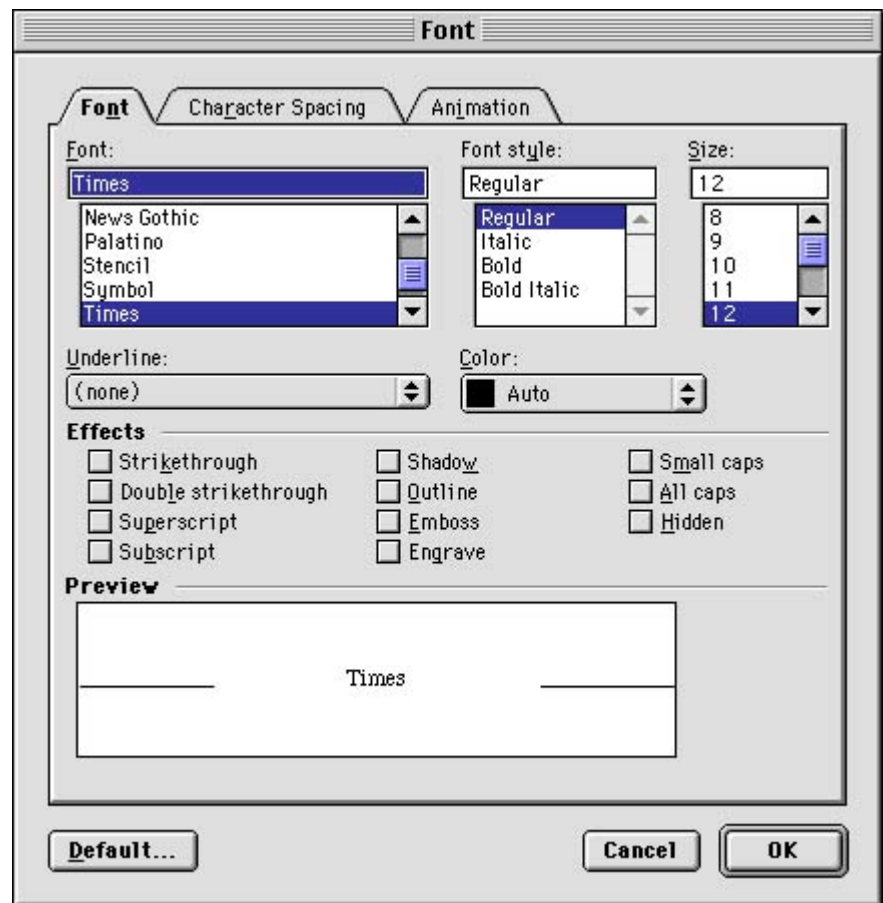 Font
Font Character Spacing Animation
Font: Font style: Size:
Times Regular 12
News Gothic Regular 8
Palatino Italic 9
Stencil Bold 10
Symbol Bold Italic 11
Times 12
Underline: Color:
(none) Auto
Effects
Strikethrough Shadow Small caps
Double strikethrough Outline All caps
Superscript Emboss Hidden
Subscript Engrave
Preview
Times
Default... Cancel OK